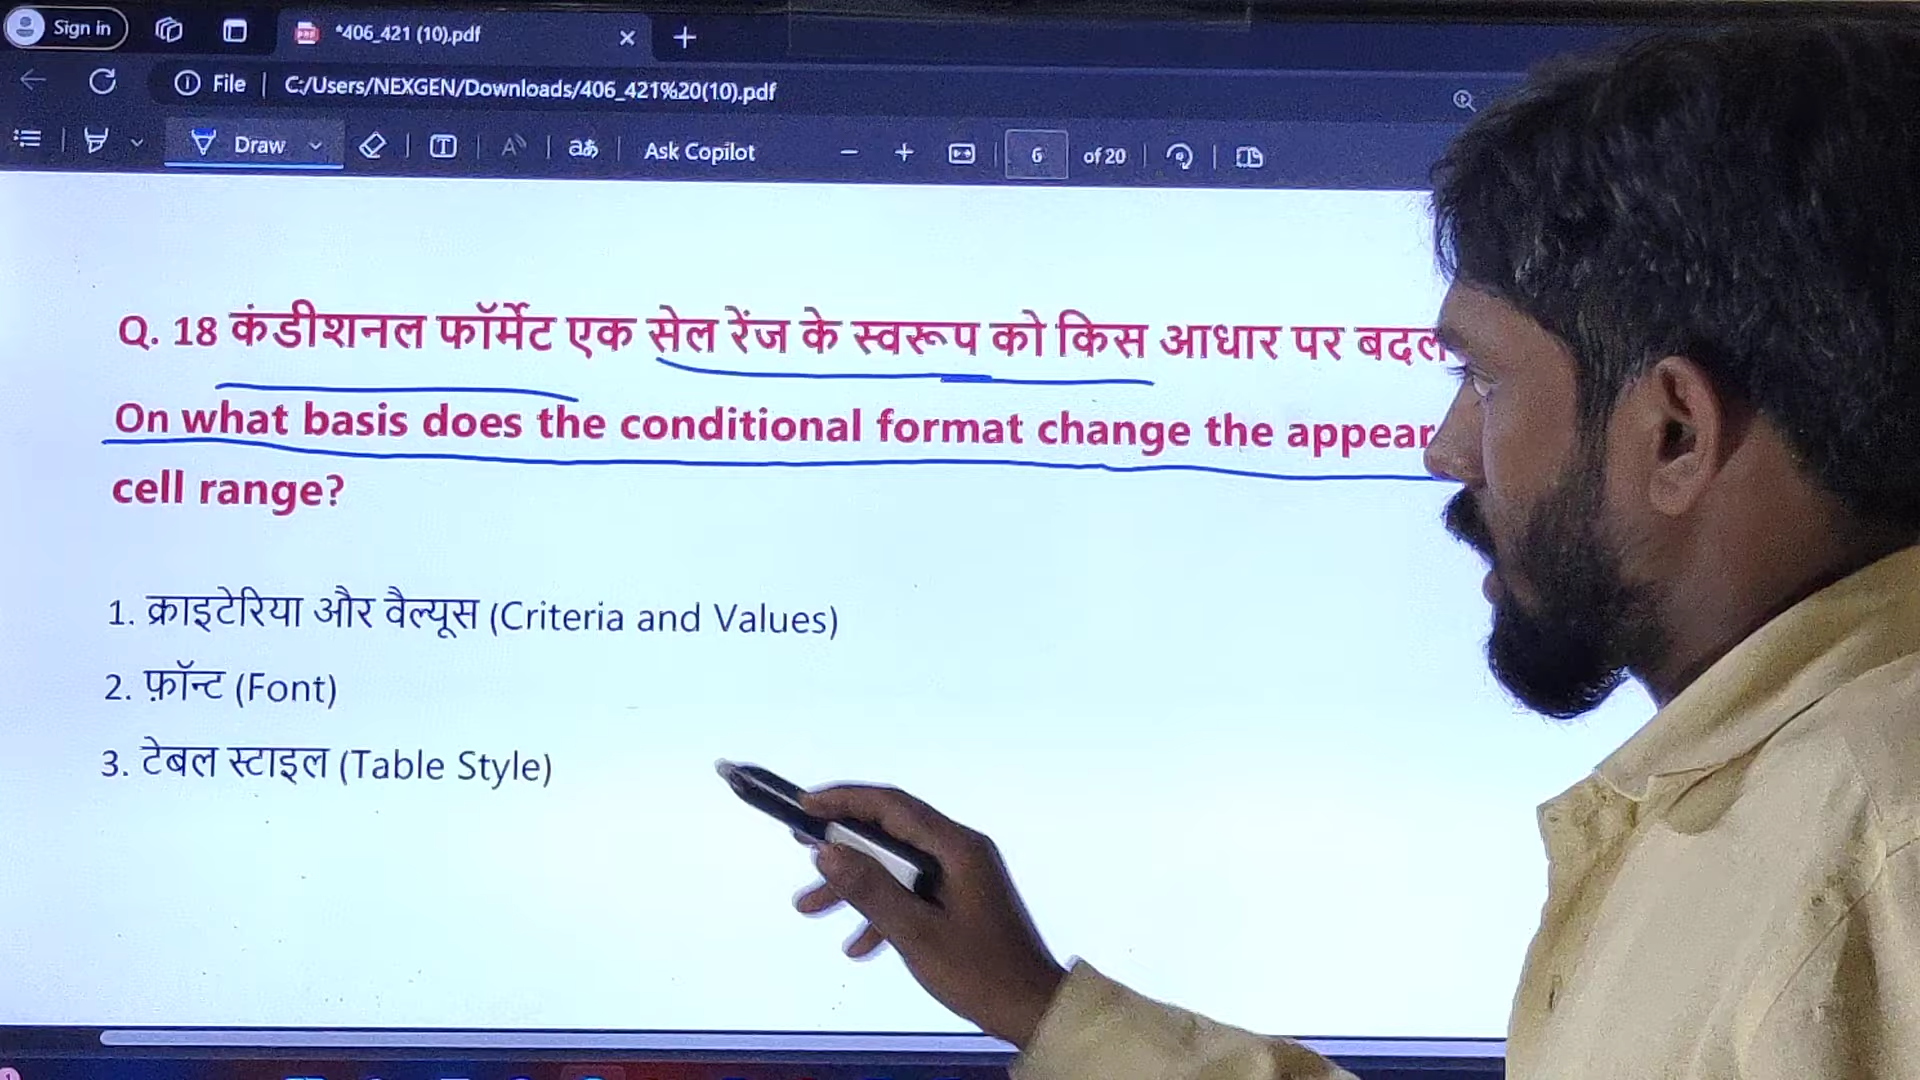 Sign in
*406_421 (10).pdf
File
C:/Users/NEXGEN/Downloads/406_421%20(10).pdf
Draw
Ask Copilot
6
of 20
Q. 18 कंडीशनल फॉर्मेट एक सेल रेंज के स्वरूप को किस आधार पर बदल
On what basis does the conditional format change the appear
cell range?
1. क्राइटेरिया और वैल्यूस (Criteria and Values)
2. फ़ॉन्ट (Font)
3. टेबल स्टाइल (Table Style)